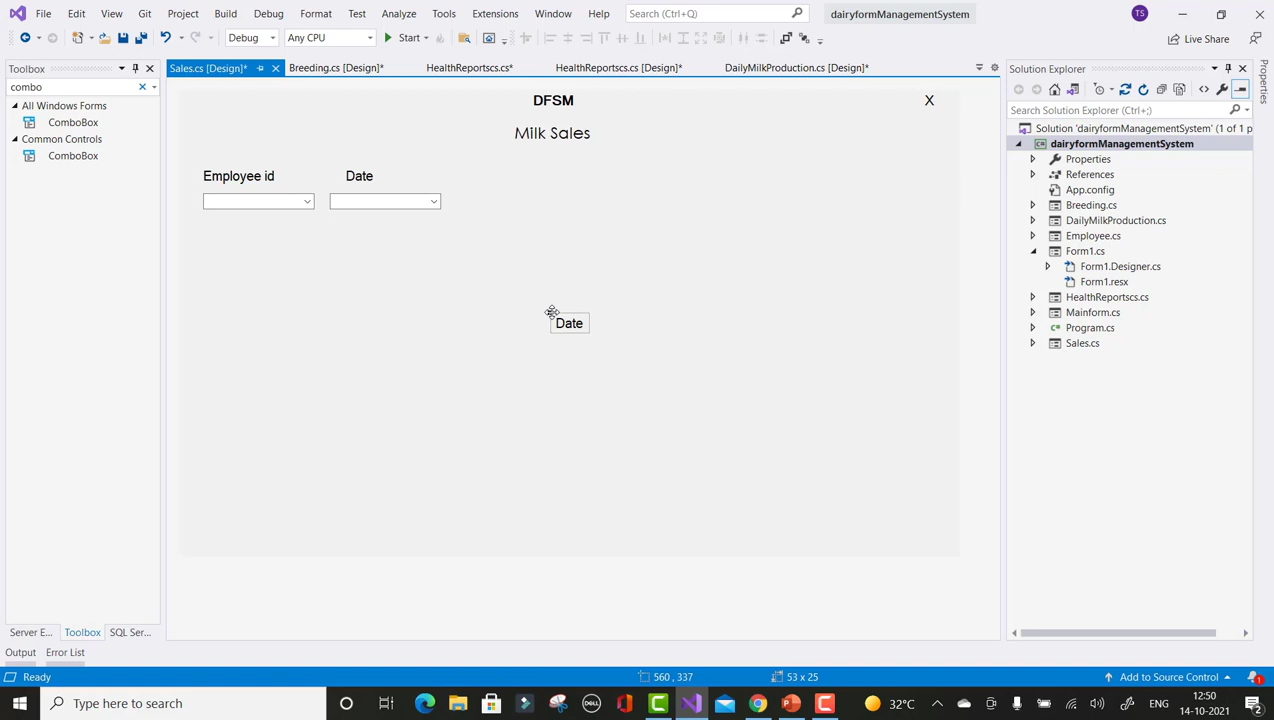 File Edit View Git Project Build Debug Format Test Analyze Tools Extensions Window Help Search (Ctrl+Q) dairyformManagementSystem TS
Debug Any CPU Start Live Share
Toolbox
Sales.cs [Design]* Breeding.cs [Design]* HealthReportscs.cs* HealthReportscs.cs [Design]* DailyMilkProduction.cs [Design]*
Solution Explorer
Properties
combo
All Windows Forms
ComboBox
Common Controls
ComboBox
DFSM X
Milk Sales
Employee id Date
Date
Search Solution Explorer (Ctrl+;)
Solution 'dairyformManagementSystem' (1 of 1 p
dairyformManagementSystem
Properties
References
App.config
Breeding.cs
DailyMilkProduction.cs
Employee.cs
Form1.cs
Form1.Designer.cs
Form1.resx
HealthReportscs.cs
Mainform.cs
Program.cs
Sales.cs
Server E... Toolbox SQL Ser...
Output Error List
Ready 560 , 337 53 x 25 Add to Source Control 1
Type here to search DELL 32°C ENG 12:50
14-10-2021 2